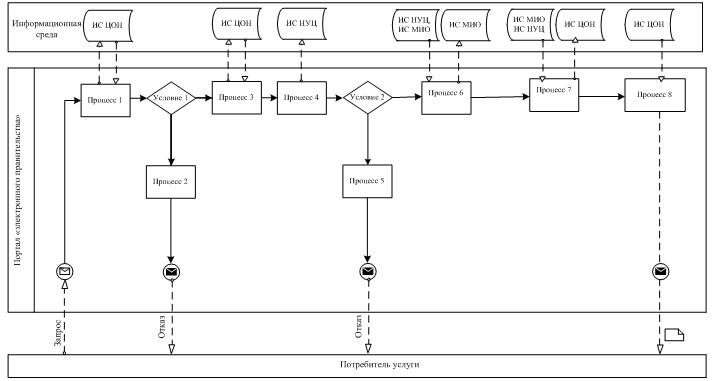 Информационная
среда
ИС ЦОН
ИС ЦОН
ИС НУЦ
ИС НУЦ,
ИС МИО
ИС МИО
ИС МИО
ИС НУЦ
ИС ЦОН
ИС ЦОН
Портал «электронного правительства»
Процесс 1
Условие 1
Процесс 3
Процесс 4
Условие 2
Процесс 6
Процесс 7
Процесс 8
Процесс 2
Процесс 5
Запрос
Отказ
Отказ
Потребитель услуги